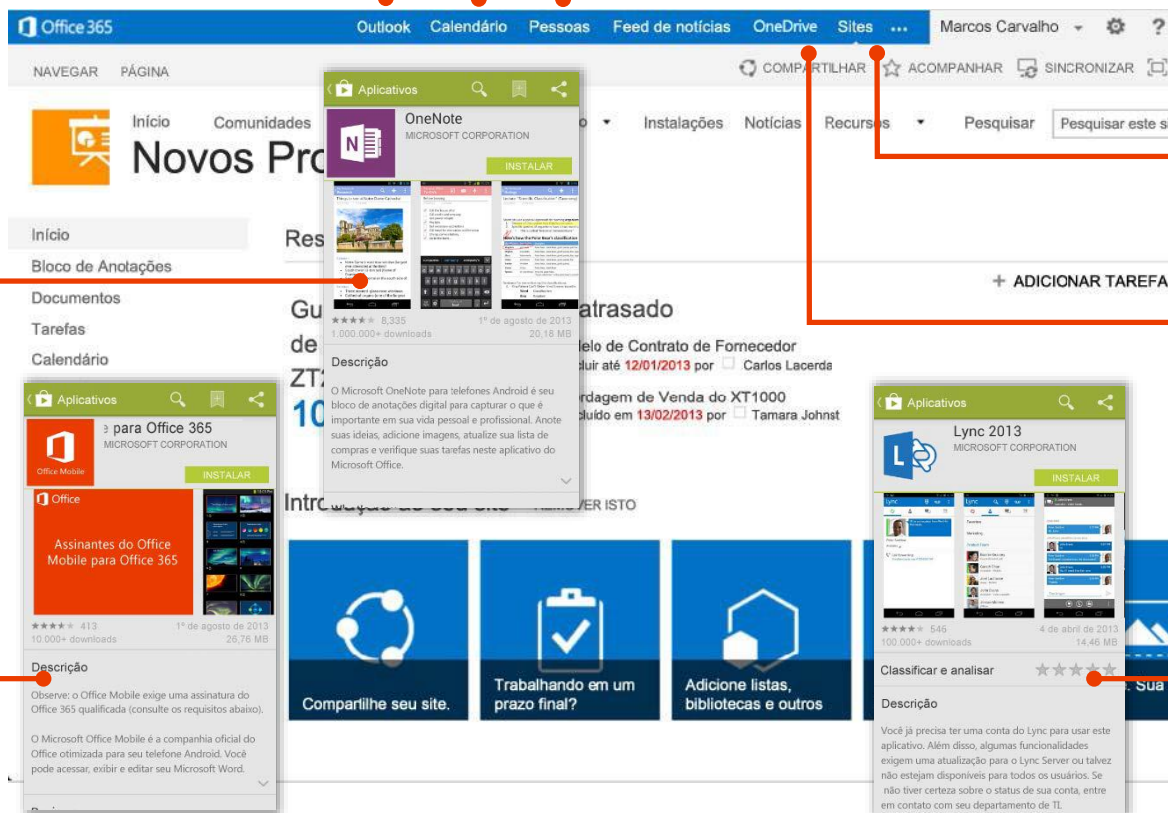 Office 365
Outlook Calendário Pessoas Feed de notícias OneDrive Sites ... Marcos Carvalho ?
NAVEGAR PÁGINA
COMPARTILHAR ACOMPANHAR SINCRONIZAR
Início Comunidades Instalações Notícias Recursos Pesquisar Pesquisar este si
Novos Pro
Início
Bloco de Anotações
Documentos
Tarefas
Calendário
Res
+ ADICIONAR TAREFA
Gu
atrasado
de
elo de Contrato de Fornecedor
ZT2
luir até 12/01/2013 por Carlos Lacerda
10
rdagem de Venda do XT1000
cluído em 13/02/2013 por Tamara Johnst
Introdução ao seu site REMOVER ISTO
Compartilhe seu site.
Trabalhando em um
prazo final?
Adicione listas,
bibliotecas e outros
. Sua
Aplicativos
OneNote
MICROSOFT CORPORATION
INSTALAR
8,335 1º de agosto de 2013
1.000.000+ downloads 20,18 MB
Descrição
O Microsoft OneNote para telefones Android é seu
bloco de anotações digital para capturar o que é
importante em sua vida pessoal e profissional. Anote
suas ideias, adicione imagens, atualize sua lista de
compras e verifique suas tarefas neste aplicativo do
Microsoft Office.
Aplicativos
e para Office 365
MICROSOFT CORPORATION
Office Mobile
INSTALAR
Office
Assinantes do Office
Mobile para Office 365
413 1º de agosto de 2013
10.000+ downloads 26,76 MB
Descrição
Observe: o Office Mobile exige uma assinatura do
Office 365 qualificada (consulte os requisitos abaixo).
O Microsoft Office Mobile é a companhia oficial do
Office otimizada para seu telefone Android. Você
pode acessar, exibir e editar seu Microsoft Word.
Aplicativos
Lync 2013
MICROSOFT CORPORATION
INSTALAR
546 4 de abril de 2013
100.000+ downloads 14,46 MB
Classificar e analisar
Descrição
Você já precisa ter uma conta do Lync para usar este
aplicativo. Além disso, algumas funcionalidades
exigem uma atualização para o Lync Server ou talvez
não estejam disponíveis para todos os usuários. Se
não tiver certeza sobre o status de sua conta, entre
em contato com seu departamento de TI.